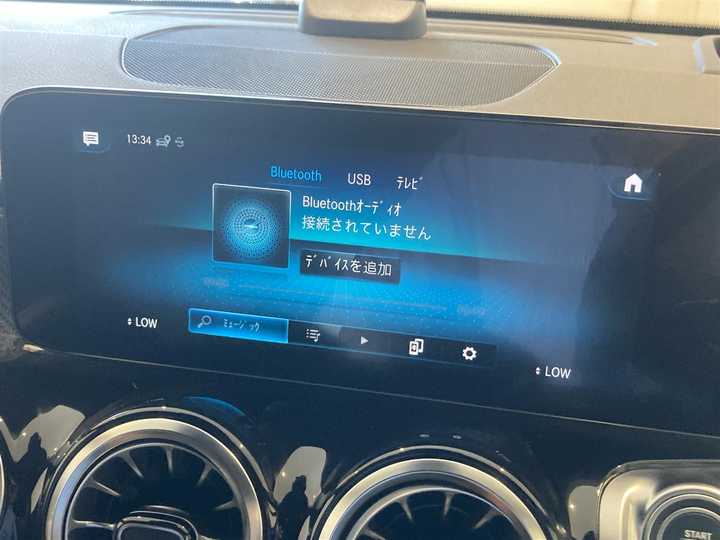 13:34
Bluetooth USB ﾃﾚﾋﾞ
Bluetoothｵｰﾃﾞｨｵ
接続されていません
ﾃﾞﾊﾞｲｽを追加
LOW
ﾐｭｰｼﾞｯｸ
LOW
START